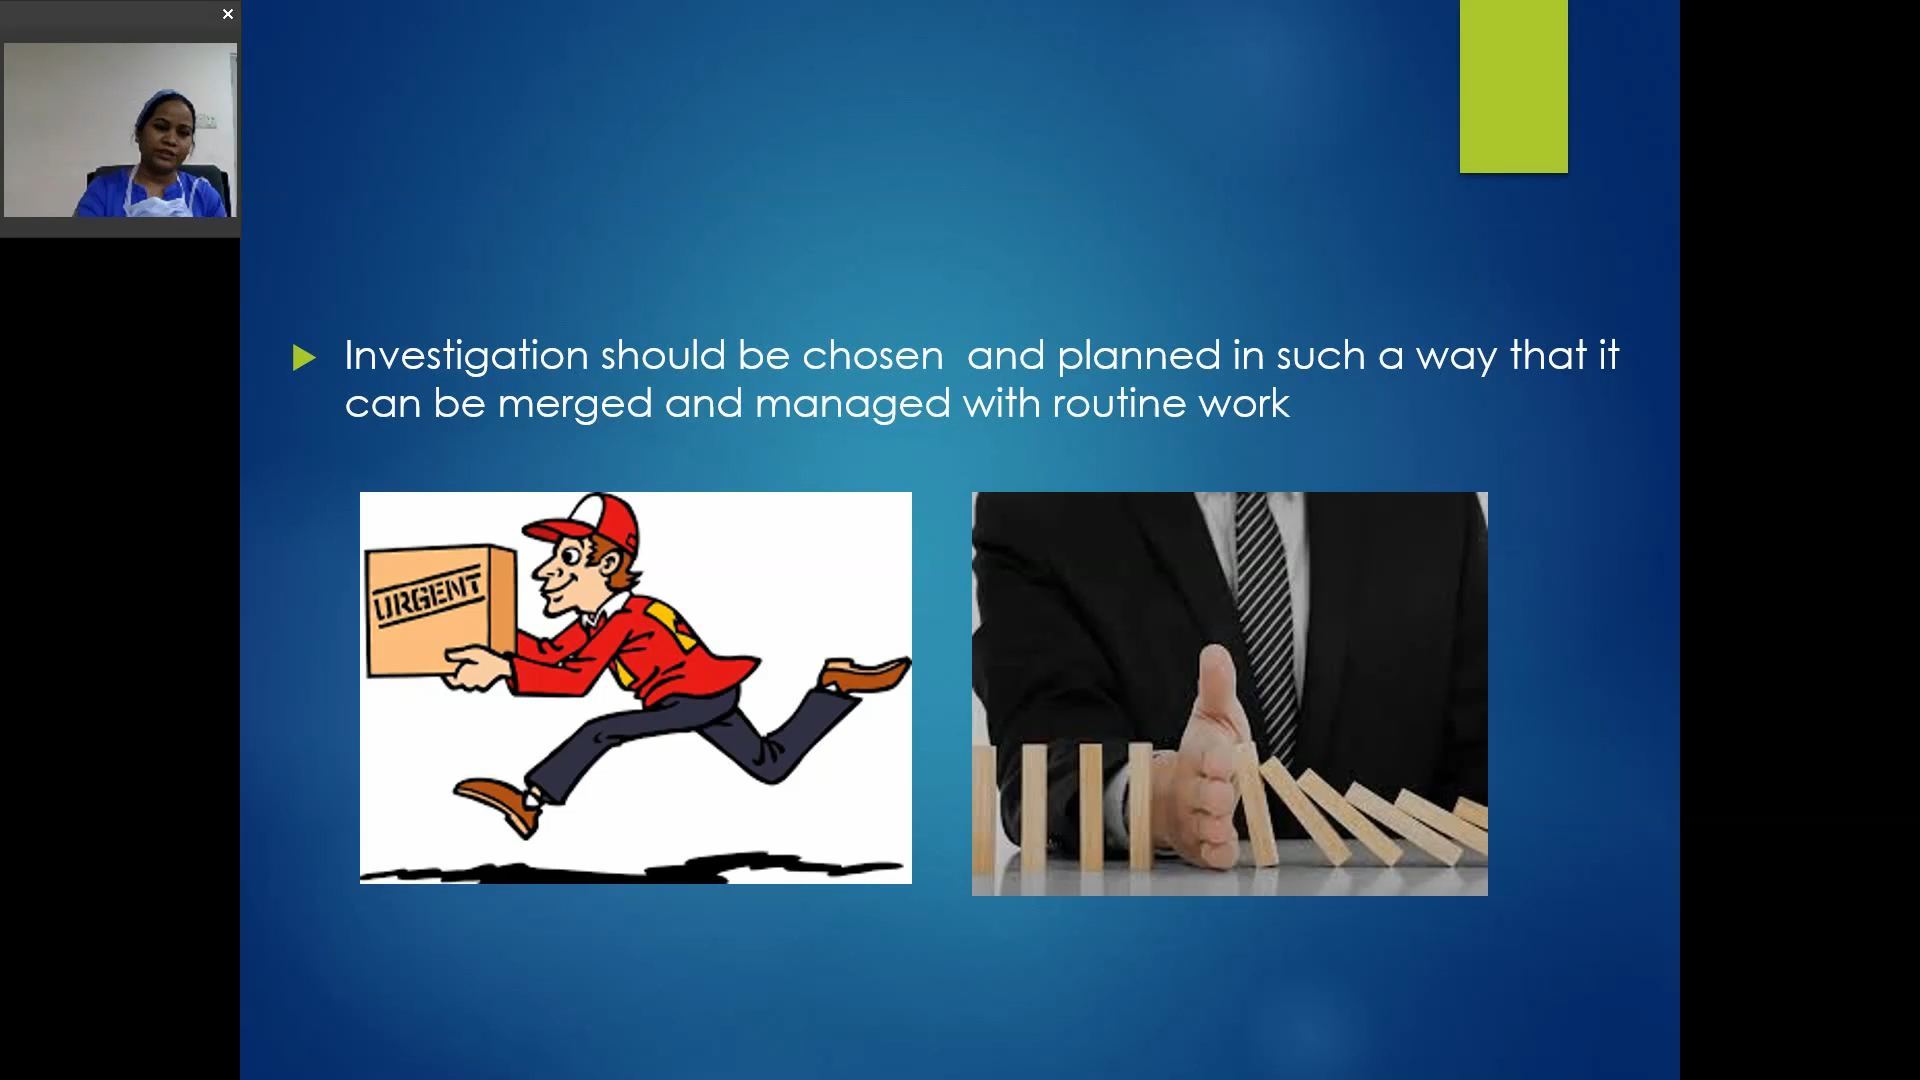 Investigation should be chosen  and planned in such a way that it
can be merged and managed with routine work
URGENT